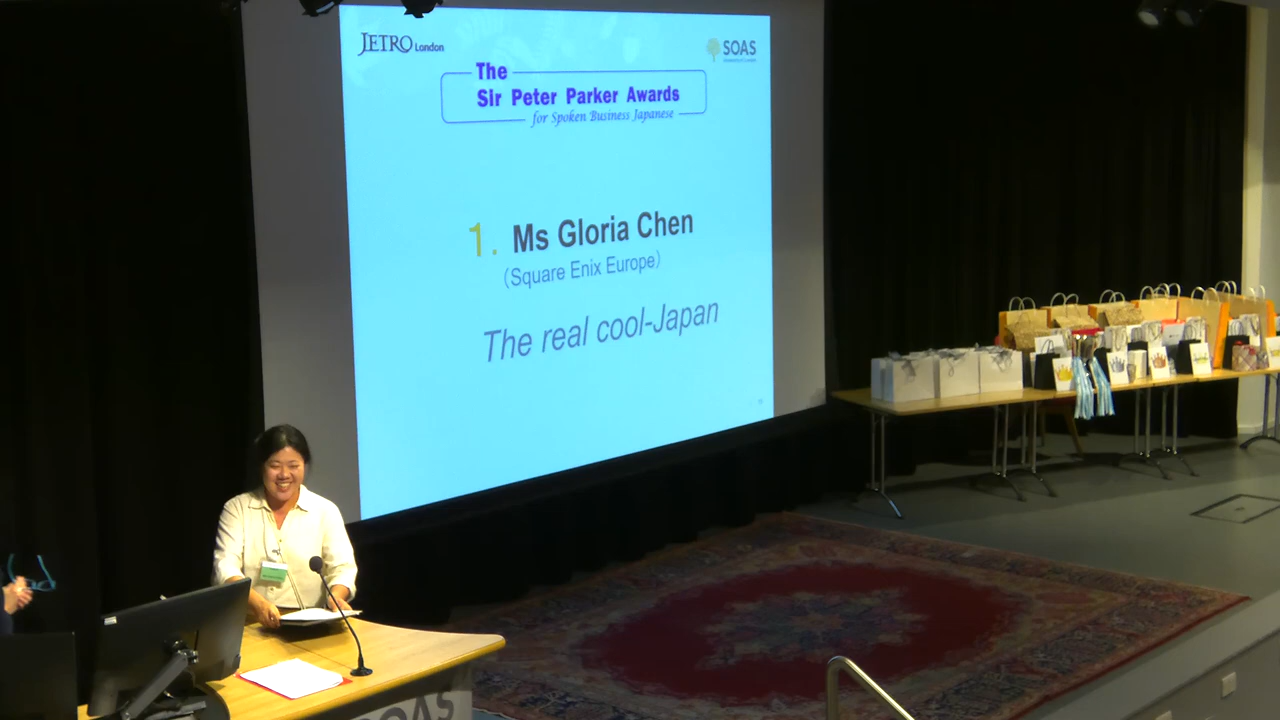 JETRO London
SOAS
The
Sir Peter Parker Awards
for Spoken Business Japanese
1. Ms Gloria Chen
(Square Enix Europe)
The real cool-Japan
SOAS